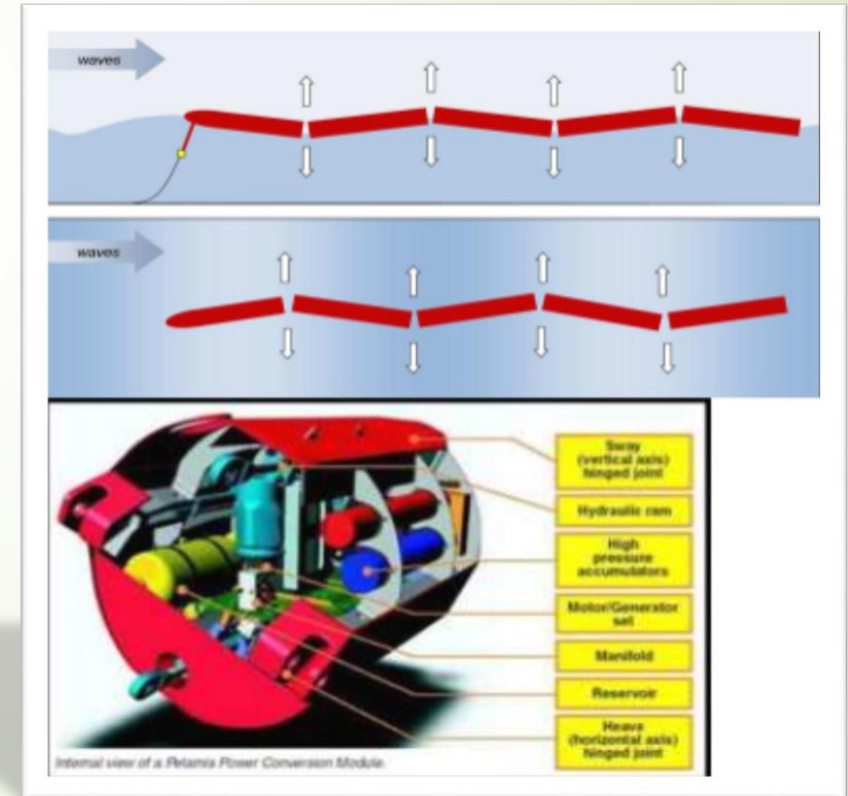 waves
waves
Sway
(vertical axis)
hinged joint
Hydraulic ram
High
pressure
accumulators
Motor/Generator
set
Manifold
Reservoir
Heave
(horizontal axis)
hinged joint
Internal view of a Pelamis Power Conversion Module.